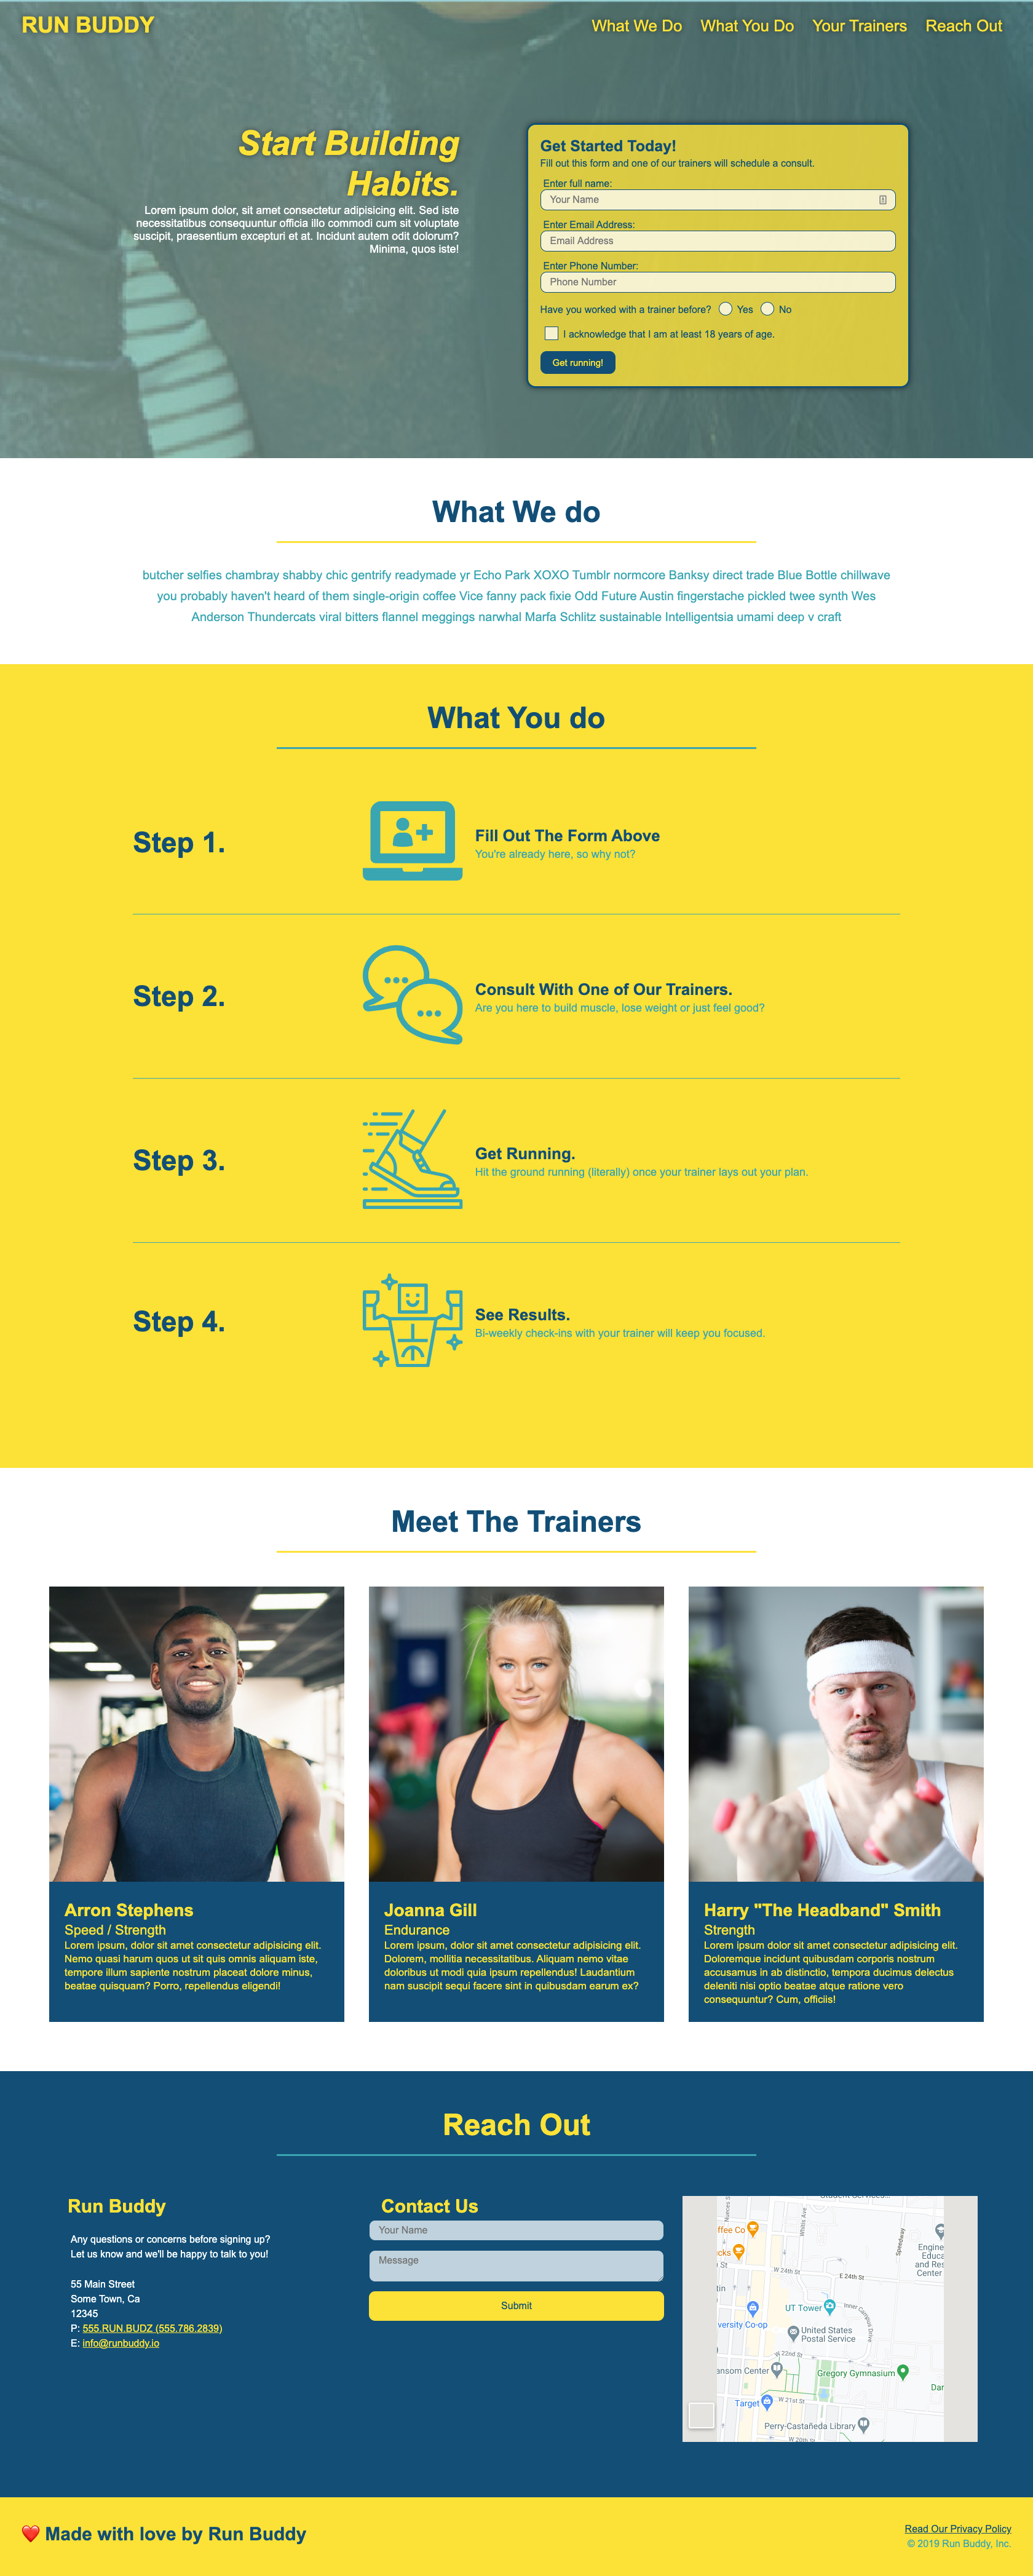 RUN BUDDY
What We Do What You Do Your Trainers Reach Out
Start Building
Habits.
Lorem ipsum dolor, sit amet consectetur adipisicing elit. Sed iste
necessitatibus consequuntur officia illo commodi cum sit voluptate
suscipit, praesentium excepturi et at. Incidunt autem odit dolorum?
Minima, quos iste!
Get Started Today!
Fill out this form and one of our trainers will schedule a consult.
Enter full name:
Your Name
Enter Email Address:
Email Address
Enter Phone Number:
Phone Number
Have you worked with a trainer before? Yes No
I acknowledge that I am at least 18 years of age.
Get running!
What We do
butcher selfies chambray shabby chic gentrify readymade yr Echo Park XOXO Tumblr normcore Banksy direct trade Blue Bottle chillwave
you probably haven't heard of them single-origin coffee Vice fanny pack fixie Odd Future Austin fingerstache pickled twee synth Wes
Anderson Thundercats viral bitters flannel meggings narwhal Marfa Schlitz sustainable Intelligentsia umami deep v craft
What You do
Step 1.
Fill Out The Form Above
You're already here, so why not?
Step 2.
Consult With One of Our Trainers.
Are you here to build muscle, lose weight or just feel good?
Step 3.
Get Running.
Hit the ground running (literally) once your trainer lays out your plan.
Step 4.
See Results.
Bi-weekly check-ins with your trainer will keep you focused.
Meet The Trainers
Arron Stephens
Speed / Strength
Lorem ipsum, dolor sit amet consectetur adipisicing elit.
Nemo quasi harum quos ut sit quis omnis aliquam iste,
tempore illum sapiente nostrum placeat dolore minus,
beatae quisquam? Porro, repellendus eligendi!
Joanna Gill
Endurance
Lorem ipsum, dolor sit amet consectetur adipisicing elit.
Dolorem, mollitia necessitatibus. Aliquam nemo vitae
doloribus ut modi quia ipsum repellendus! Laudantium
nam suscipit sequi facere sint in quibusdam earum ex?
Harry "The Headband" Smith
Strength
Lorem ipsum dolor sit amet consectetur adipisicing elit.
Doloremque incidunt quibusdam corporis nostrum
accusamus in ab distinctio, tempora ducimus delectus
deleniti nisi optio beatae atque ratione vero
consequuntur? Cum, officiis!
Reach Out
Run Buddy
Any questions or concerns before signing up?
Let us know and we'll be happy to talk to you!
55 Main Street
Some Town, Ca
12345
P: 555.RUN.BUDZ (555.786.2839)
E: info@runbuddy.io
Contact Us
Your Name
Message
Submit
Whitis Ave
Speedway
ffee Co
cks
St
W 24th St
E 24th St
Engine
Educa
and Res
Center
tin
UT Tower
Inner Campus Drive
versity Co-op
United States
Postal Service
W 22nd St
ansom Center
Gregory Gymnasium
Dar
Target
W 21st St
Perry-Castañeda Library
W 20th St
❤️ Made with love by Run Buddy
Read Our Privacy Policy
© 2019 Run Buddy, Inc.